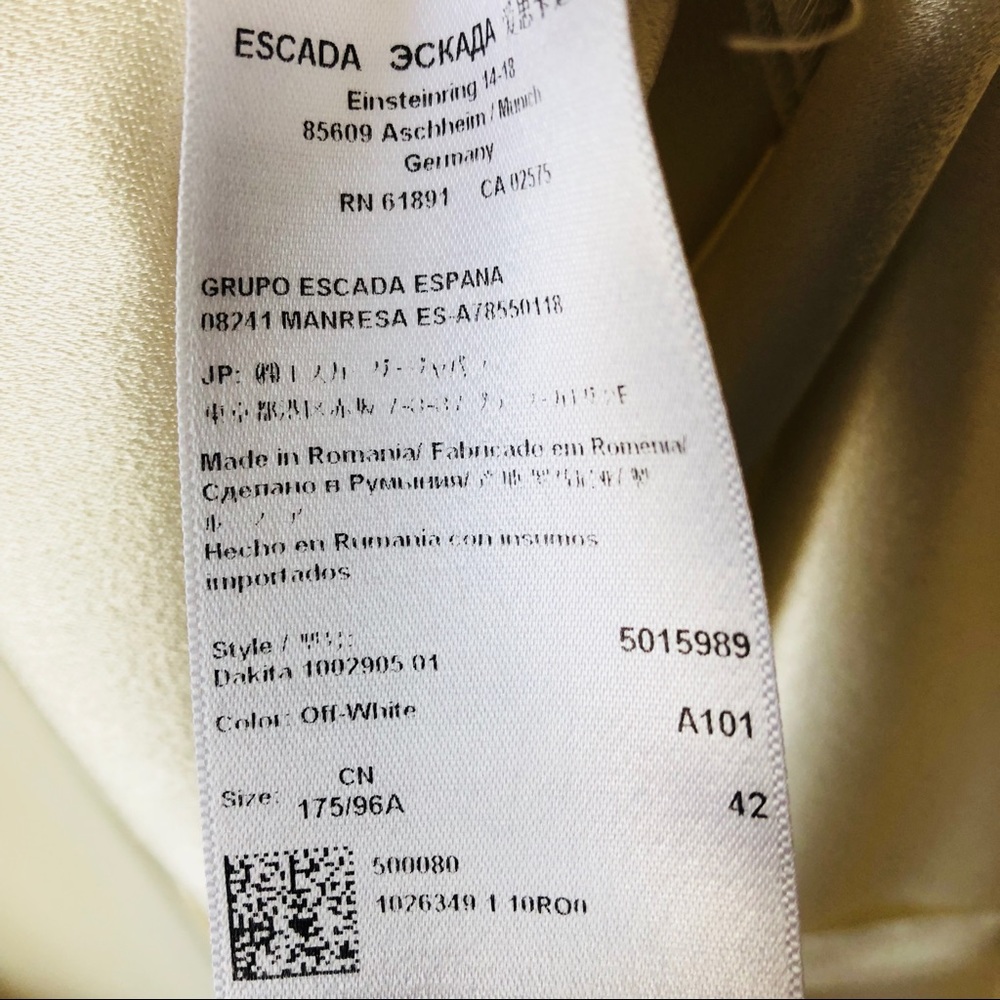 ESCADA ЭСКАДА
Einsteinring 14-18
85609 Aschheim / Munich
Germany
RN 61891 CA 02575
GRUPO ESCADA ESPANA
08241 MANRESA ES-A78550118
JP:
Made in Romania/ Fabricado em Romenia/
Сделано в Румынии/
Hecho en Rumania con insumos
importados
Style /
5015989
Dakita 1002905 01
Color: Off-White A101
CN
Size: 175/96A 42
500080
1026349 1 10RO0